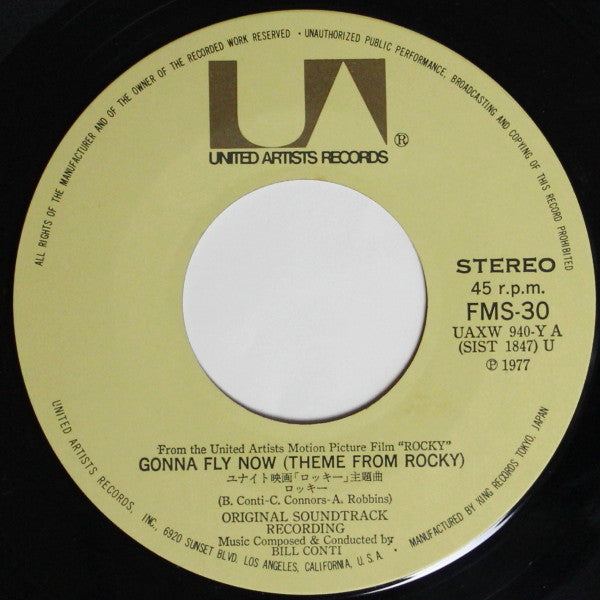 ALL RIGHTS OF THE MANUFACTURER AND OF THE OWNER OF THE RECORDED WORK RESERVED • UNAUTHORIZED PUBLIC PERFORMANCE, BROADCASTING AND COPYING OF THIS RECORD PROHIBITED
UA ®
UNITED ARTISTS RECORDS
STEREO
45 r.p.m.
FMS-30
UAXW 940-Y A
(SIST 1847) U
℗ 1977
From the United Artists Motion Picture Film "ROCKY"
GONNA FLY NOW (THEME FROM ROCKY)
ユナイト映画「ロッキー」主題曲
ロッキー
(B. Conti-C. Connors-A. Robbins)
ORIGINAL SOUNDTRACK
RECORDING
Music Composed & Conducted by
BILL CONTI
UNITED ARTISTS RECORDS, INC., 6920 SUNSET BLVD. LOS ANGELES, CALIFORNIA, U.S.A. • MANUFACTURED BY KING RECORDS TOKYO, JAPAN